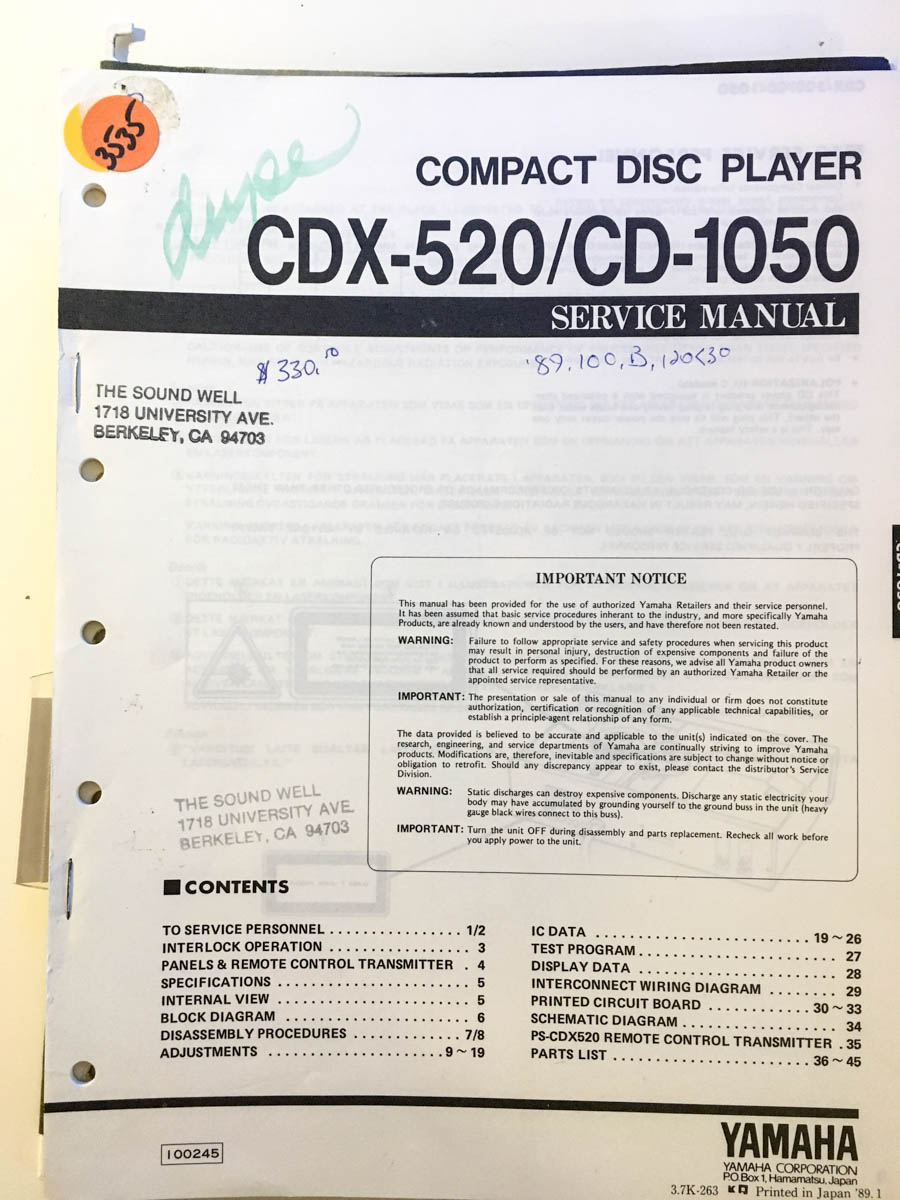 3535
dupe
COMPACT DISC PLAYER
CDX-520/CD-1050
SERVICE MANUAL
$330.
'89, 100, B, 120<30
THE SOUND WELL
1718 UNIVERSITY AVE.
BERKELEY, CA 94703
IMPORTANT NOTICE
This manual has been provided for the use of authorized Yamaha Retailers and their service personnel.
It has been assumed that basic service procedures inherant to the industry, and more specifically Yamaha
Products, are already known and understood by the users, and have therefore not been restated.
WARNING: Failure to follow appropriate service and safety procedures when servicing this product
may result in personal injury, destruction of expensive components and failure of the
product to perform as specified. For these reasons, we advise all Yamaha product owners
that all service required should be performed by an authorized Yamaha Retailer or the
appointed service representative.
IMPORTANT: The presentation or sale of this manual to any individual or firm does not constitute
authorization, certification or recognition of any applicable technical capabilities, or
establish a principle-agent relationship of any form.
The data provided is believed to be accurate and applicable to the unit(s) indicated on the cover. The
research, engineering, and service departments of Yamaha are continually striving to improve Yamaha
products. Modifications are, therefore, inevitable and specifications are subject to change without notice or
obligation to retrofit. Should any discrepancy appear to exist, please contact the distributor's Service
Division.
WARNING: Static discharges can destroy expensive components. Discharge any static electricity your
body may have accumulated by grounding yourself to the ground buss in the unit (heavy
gauge black wires connect to this buss).
IMPORTANT: Turn the unit OFF during disassembly and parts replacement. Recheck all work before
you apply power to the unit.
THE SOUND WELL
1718 UNIVERSITY AVE.
BERKELEY, CA 94703
■CONTENTS
TO SERVICE PERSONNEL ................ 1/2
INTERLOCK OPERATION ................ 3
PANELS & REMOTE CONTROL TRANSMITTER . 4
SPECIFICATIONS ....................... 5
INTERNAL VIEW ....................... 5
BLOCK DIAGRAM ....................... 6
DISASSEMBLY PROCEDURES ............. 7/8
ADJUSTMENTS ..................... 9 ~ 19
IC DATA .......................... 19 ~ 26
TEST PROGRAM ......................... 27
DISPLAY DATA ......................... 28
INTERCONNECT WIRING DIAGRAM ........ 29
PRINTED CIRCUIT BOARD ........... 30 ~ 33
SCHEMATIC DIAGRAM ................... 34
PS-CDX520 REMOTE CONTROL TRANSMITTER . 35
PARTS LIST ....................... 36 ~ 45
100245
YAMAHA
YAMAHA CORPORATION
P.O.Box 1, Hamamatsu, Japan
3.7K-263 Printed in Japan '89.1